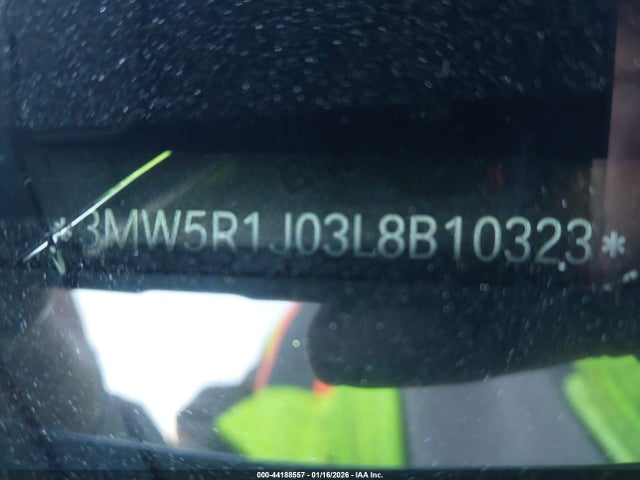 *3MW5R1J03L8B10323*
000-44188557 - 01/16/2026 - IAA Inc.